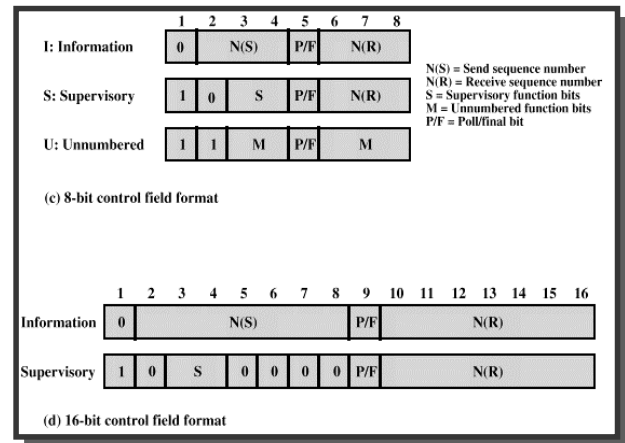 1 2 3 4 5 6 7 8
I: Information 0 N(S) P/F N(R)
N(S) = Send sequence number
N(R) = Receive sequence number
S: Supervisory 1 0 S P/F N(R)
S = Supervisory function bits
M = Unnumbered function bits
P/F = Poll/final bit
U: Unnumbered 1 1 M P/F M
(c) 8-bit control field format
1 2 3 4 5 6 7 8 9 10 11 12 13 14 15 16
Information 0 N(S) P/F N(R)
Supervisory 1 0 S 0 0 0 0 P/F N(R)
(d) 16-bit control field format